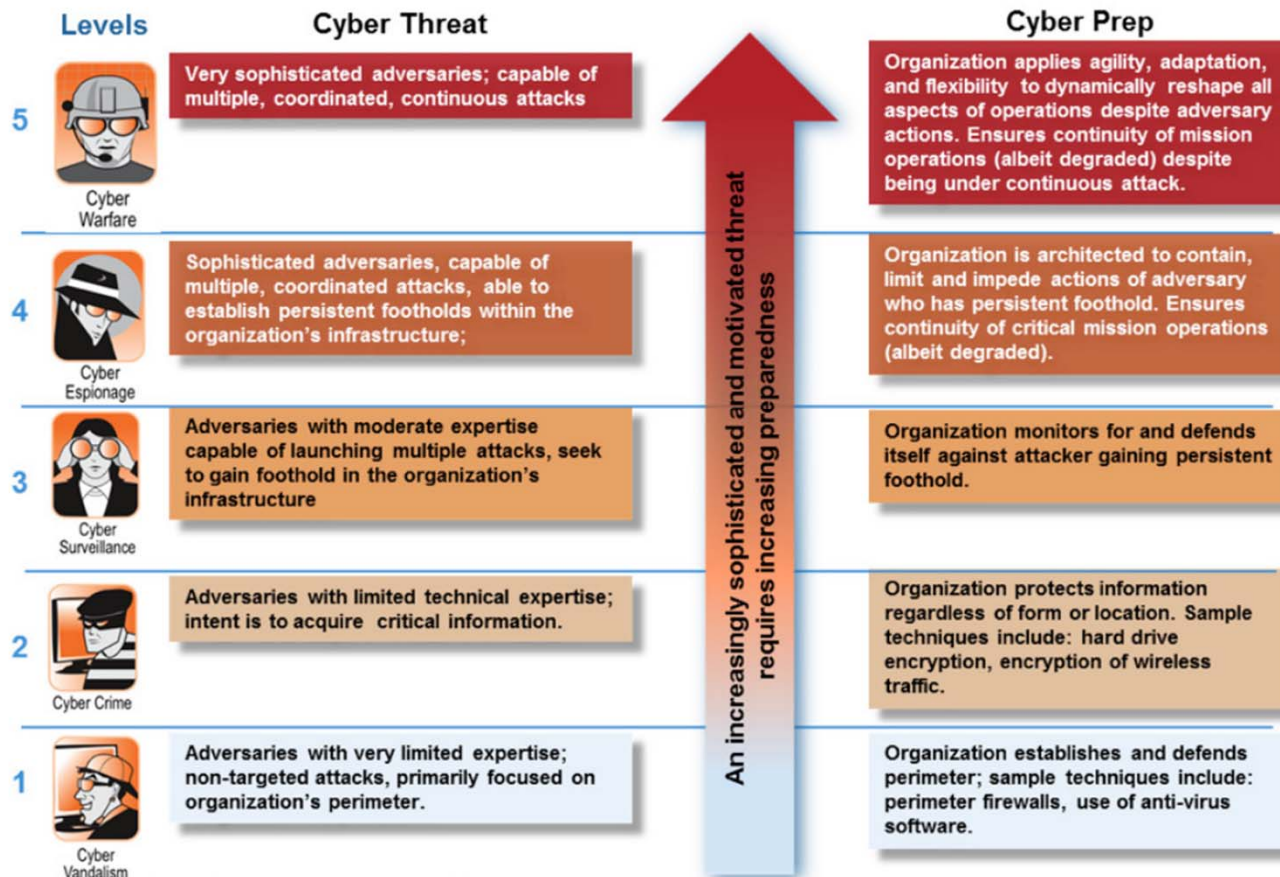 Levels
Cyber Threat
Cyber Prep
5
Cyber
Warfare
Very sophisticated adversaries; capable of
multiple, coordinated, continuous attacks
Organization applies agility, adaptation,
and flexibility to dynamically reshape all
aspects of operations despite adversary
actions. Ensures continuity of mission
operations (albeit degraded) despite
being under continuous attack.
4
Cyber
Espionage
Sophisticated adversaries, capable of
multiple, coordinated attacks, able to
establish persistent footholds within the
organization's infrastructure;
Organization is architected to contain,
limit and impede actions of adversary
who has persistent foothold. Ensures
continuity of critical mission operations
(albeit degraded).
3
Cyber
Surveillance
Adversaries with moderate expertise
capable of launching multiple attacks, seek
to gain foothold in the organization's
infrastructure
Organization monitors for and defends
itself against attacker gaining persistent
foothold.
2
Cyber Crime
Adversaries with limited technical expertise;
intent is to acquire critical information.
Organization protects information
regardless of form or location. Sample
techniques include: hard drive
encryption, encryption of wireless
traffic.
1
Cyber
Vandalism
Adversaries with very limited expertise;
non-targeted attacks, primarily focused on
organization's perimeter.
Organization establishes and defends
perimeter; sample techniques include:
perimeter firewalls, use of anti-virus
software.
An increasingly sophisticated and motivated threat
requires increasing preparedness